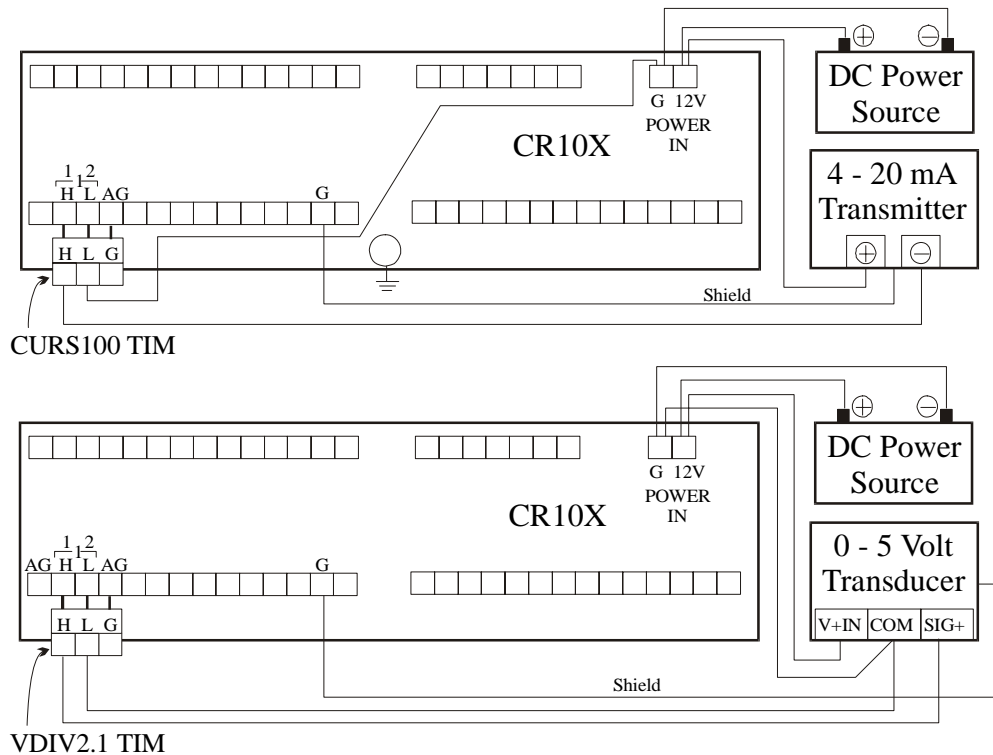 ⊕ ⊖
DC Power
Source
G 12V
POWER
IN
CR10X
4 - 20 mA
Transmitter
⊕ ⊖
1 2
1
H L AG
G
H L G
Shield
CURS100 TIM
⊕ ⊖
DC Power
Source
G 12V
POWER
IN
CR10X
0 - 5 Volt
Transducer
V+IN COM SIG+
1 2
1
AG H L AG
G
H L G
Shield
VDIV2.1 TIM